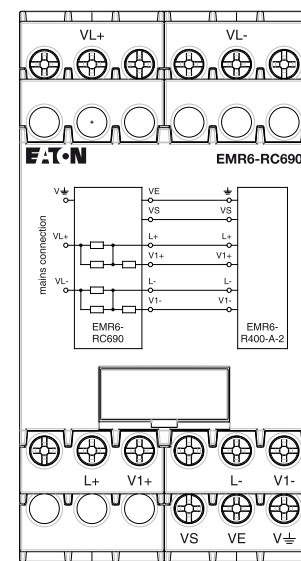 VL+ VL-
EATON EMR6-RC690
V⏚ VE ⏚
VS VS
VL+ L+ L+
V1+ V1+
VL- L- L-
V1- V1-
mains connection
EMR6-
RC690
EMR6-
R400-A-2
L+ V1+ L- V1-
VS VE V⏚